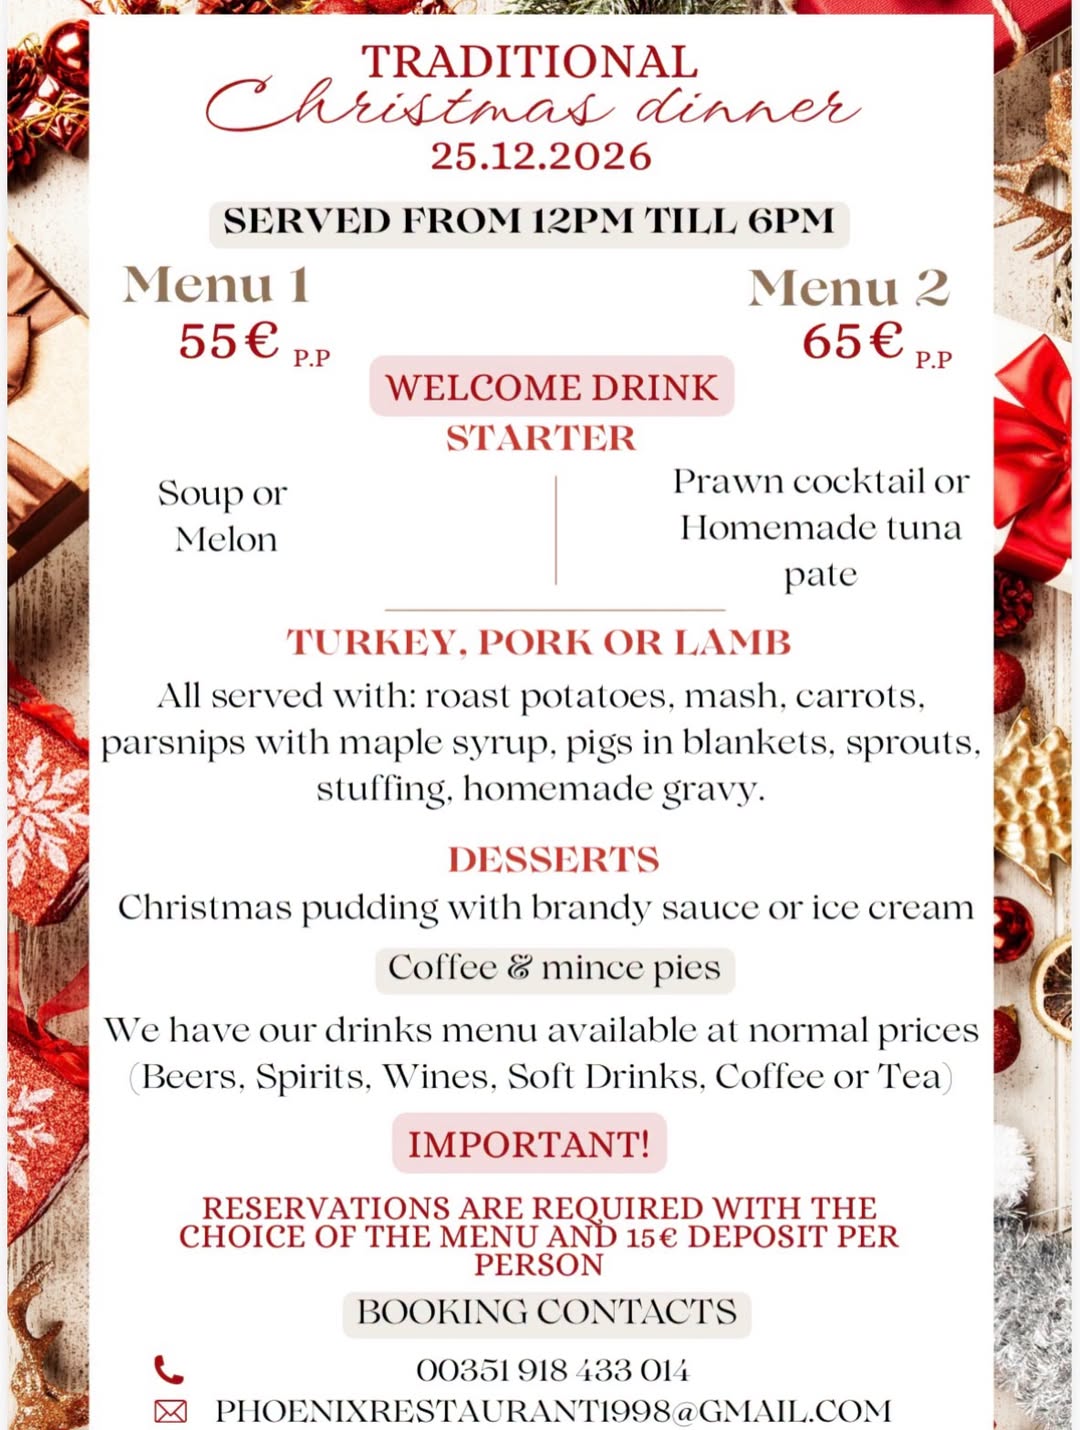 TRADITIONAL
Christmas dinner
25.12.2026
SERVED FROM 12PM TILL 6PM
Menu 1
55€ P.P
Menu 2
65€ P.P
WELCOME DRINK
STARTER
Soup or
Melon
Prawn cocktail or
Homemade tuna
pate
TURKEY, PORK OR LAMB
All served with: roast potatoes, mash, carrots,
parsnips with maple syrup, pigs in blankets, sprouts,
stuffing, homemade gravy.
DESSERTS
Christmas pudding with brandy sauce or ice cream
Coffee & mince pies
We have our drinks menu available at normal prices
(Beers, Spirits, Wines, Soft Drinks, Coffee or Tea)
IMPORTANT!
RESERVATIONS ARE REQUIRED WITH THE
CHOICE OF THE MENU AND 15€ DEPOSIT PER
PERSON
BOOKING CONTACTS
00351 918 433 014
PHOENIXRESTAURANT1998@GMAIL.COM